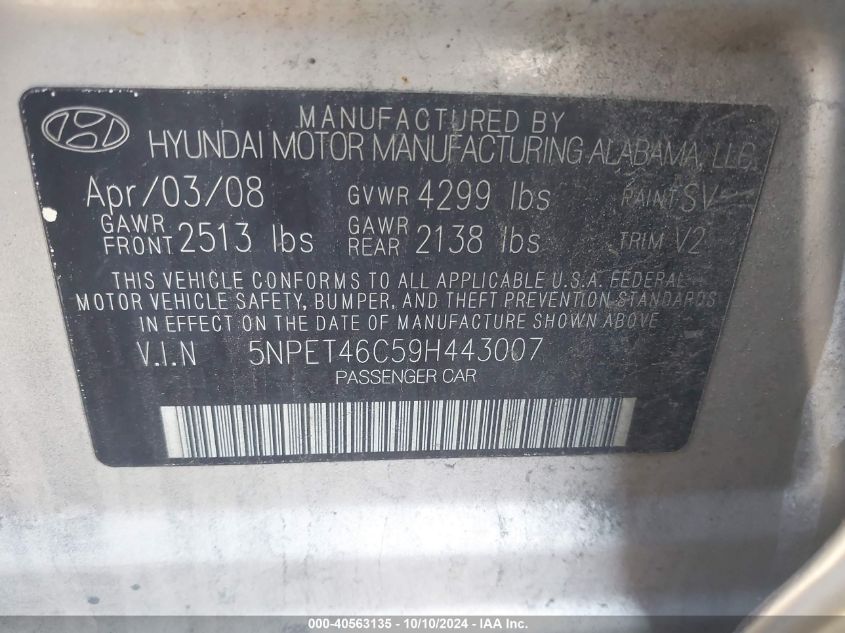 MANUFACTURED BY
HYUNDAI MOTOR MANUFACTURING ALABAMA, LLC
Apr/03/08 GVWR 4299 lbs PAINT SV
GAWR FRONT 2513 lbs GAWR REAR 2138 lbs TRIM V2
THIS VEHICLE CONFORMS TO ALL APPLICABLE U.S.A. FEDERAL
MOTOR VEHICLE SAFETY, BUMPER, AND THEFT PREVENTION STANDARDS
IN EFFECT ON THE DATE OF MANUFACTURE SHOWN ABOVE
V.I.N 5NPET46C59H443007
PASSENGER CAR
000-40563135 - 10/10/2024 - IAAI.COM